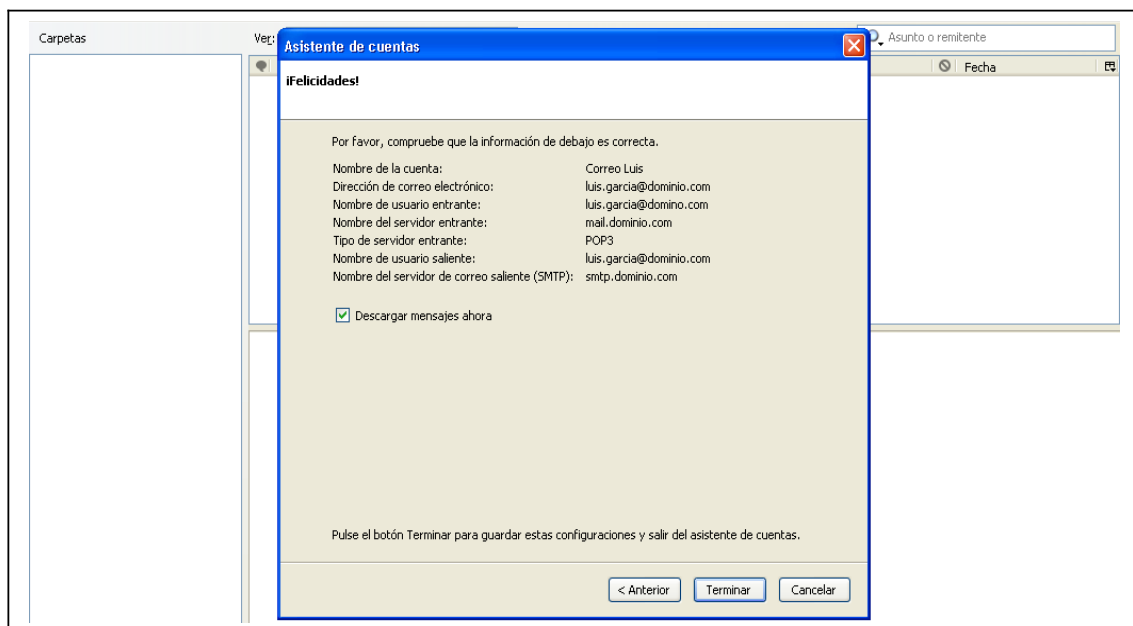 Carpetas
Ver:
Asunto o remitente
Fecha
Asistente de cuentas
¡Felicidades!
Por favor, compruebe que la información de debajo es correcta.
Nombre de la cuenta: Correo Luis
Dirección de correo electrónico: luis.garcia@dominio.com
Nombre de usuario entrante: luis.garcia@domino.com
Nombre del servidor entrante: mail.dominio.com
Tipo de servidor entrante: POP3
Nombre de usuario saliente: luis.garcia@dominio.com
Nombre del servidor de correo saliente (SMTP): smtp.dominio.com
Descargar mensajes ahora
Pulse el botón Terminar para guardar estas configuraciones y salir del asistente de cuentas.
< Anterior
Terminar
Cancelar